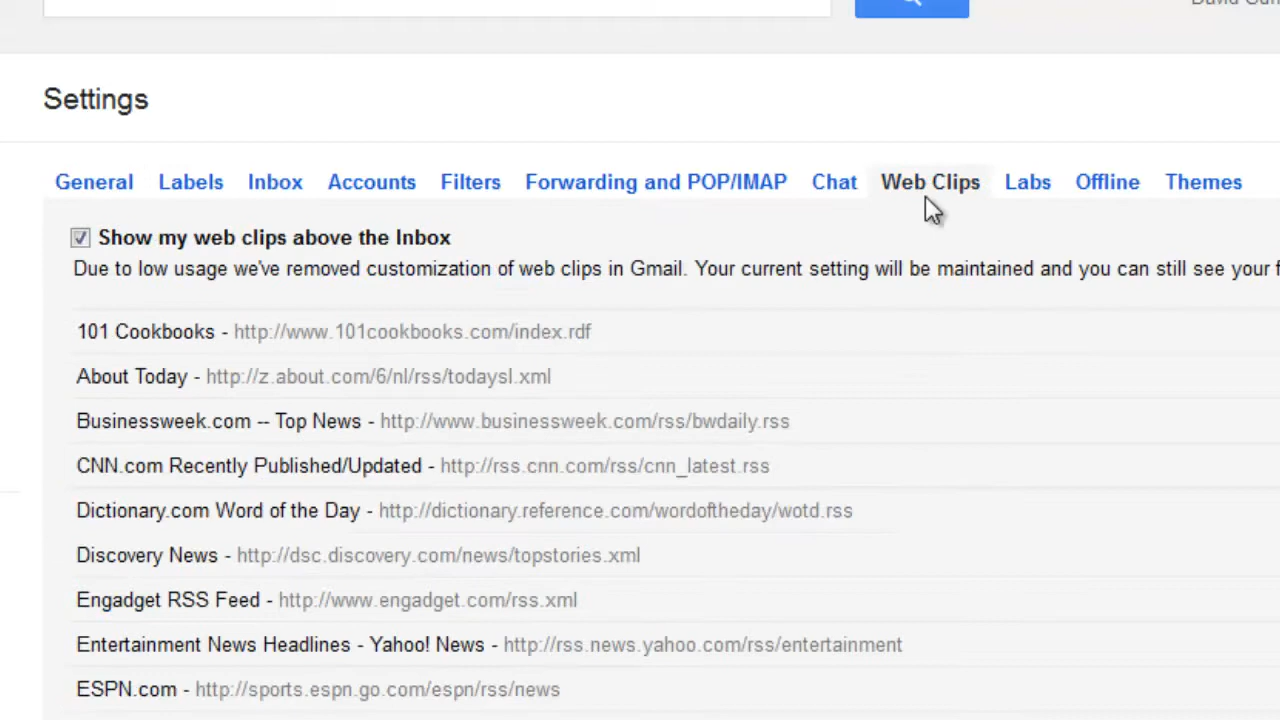 Settings
General Labels Inbox Accounts Filters Forwarding and POP/IMAP Chat Web Clips Labs Offline Themes
Show my web clips above the Inbox
Due to low usage we've removed customization of web clips in Gmail. Your current setting will be maintained and you can still see your
101 Cookbooks - http://www.101cookbooks.com/index.rdf
About Today - http://z.about.com/6/nl/rss/todaysl.xml
Businessweek.com -- Top News - http://www.businessweek.com/rss/bwdaily.rss
CNN.com Recently Published/Updated - http://rss.cnn.com/rss/cnn_latest.rss
Dictionary.com Word of the Day - http://dictionary.reference.com/wordoftheday/wotd.rss
Discovery News - http://dsc.discovery.com/news/topstories.xml
Engadget RSS Feed - http://www.engadget.com/rss.xml
Entertainment News Headlines - Yahoo! News - http://rss.news.yahoo.com/rss/entertainment
ESPN.com - http://sports.espn.go.com/espn/rss/news